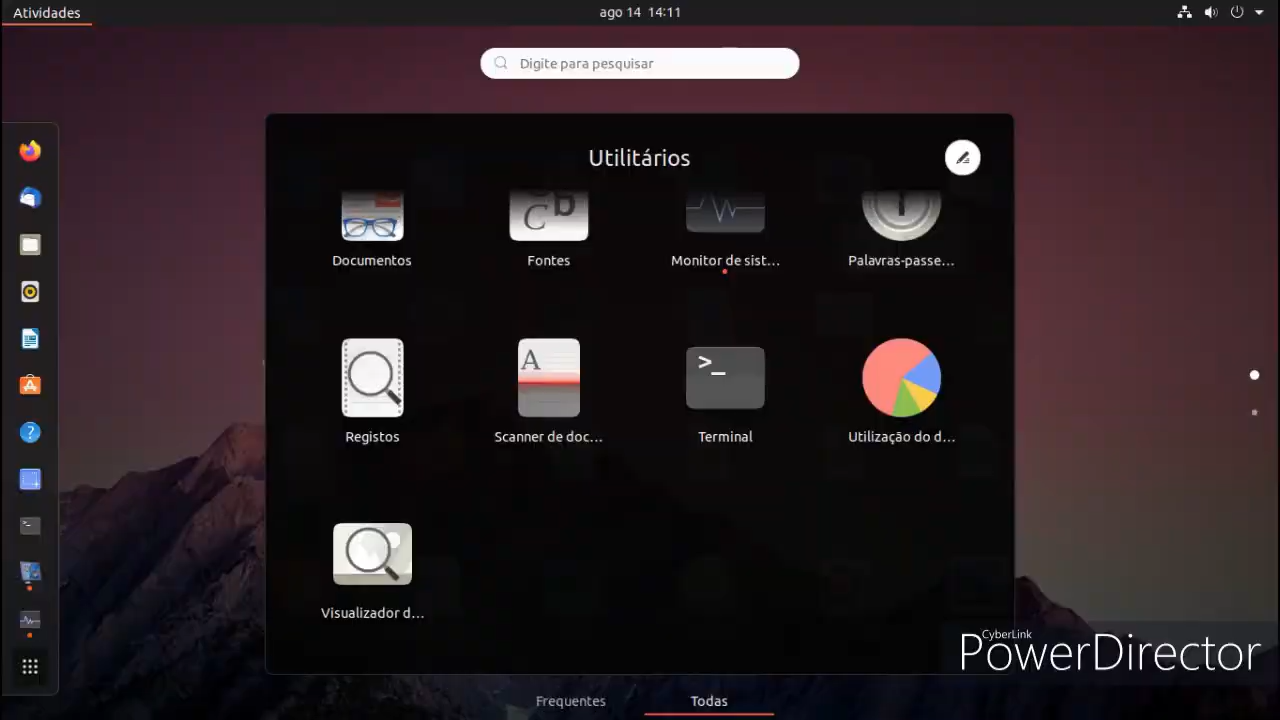 Atividades
ago 14 14:11
Digite para pesquisar
Utilitários
Documentos
Fontes
Monitor de sist...
Palavras-passe...
Registos
Scanner de doc...
Terminal
Utilização do d...
Visualizador d...
CyberLink
PowerDirector
Frequentes
Todas